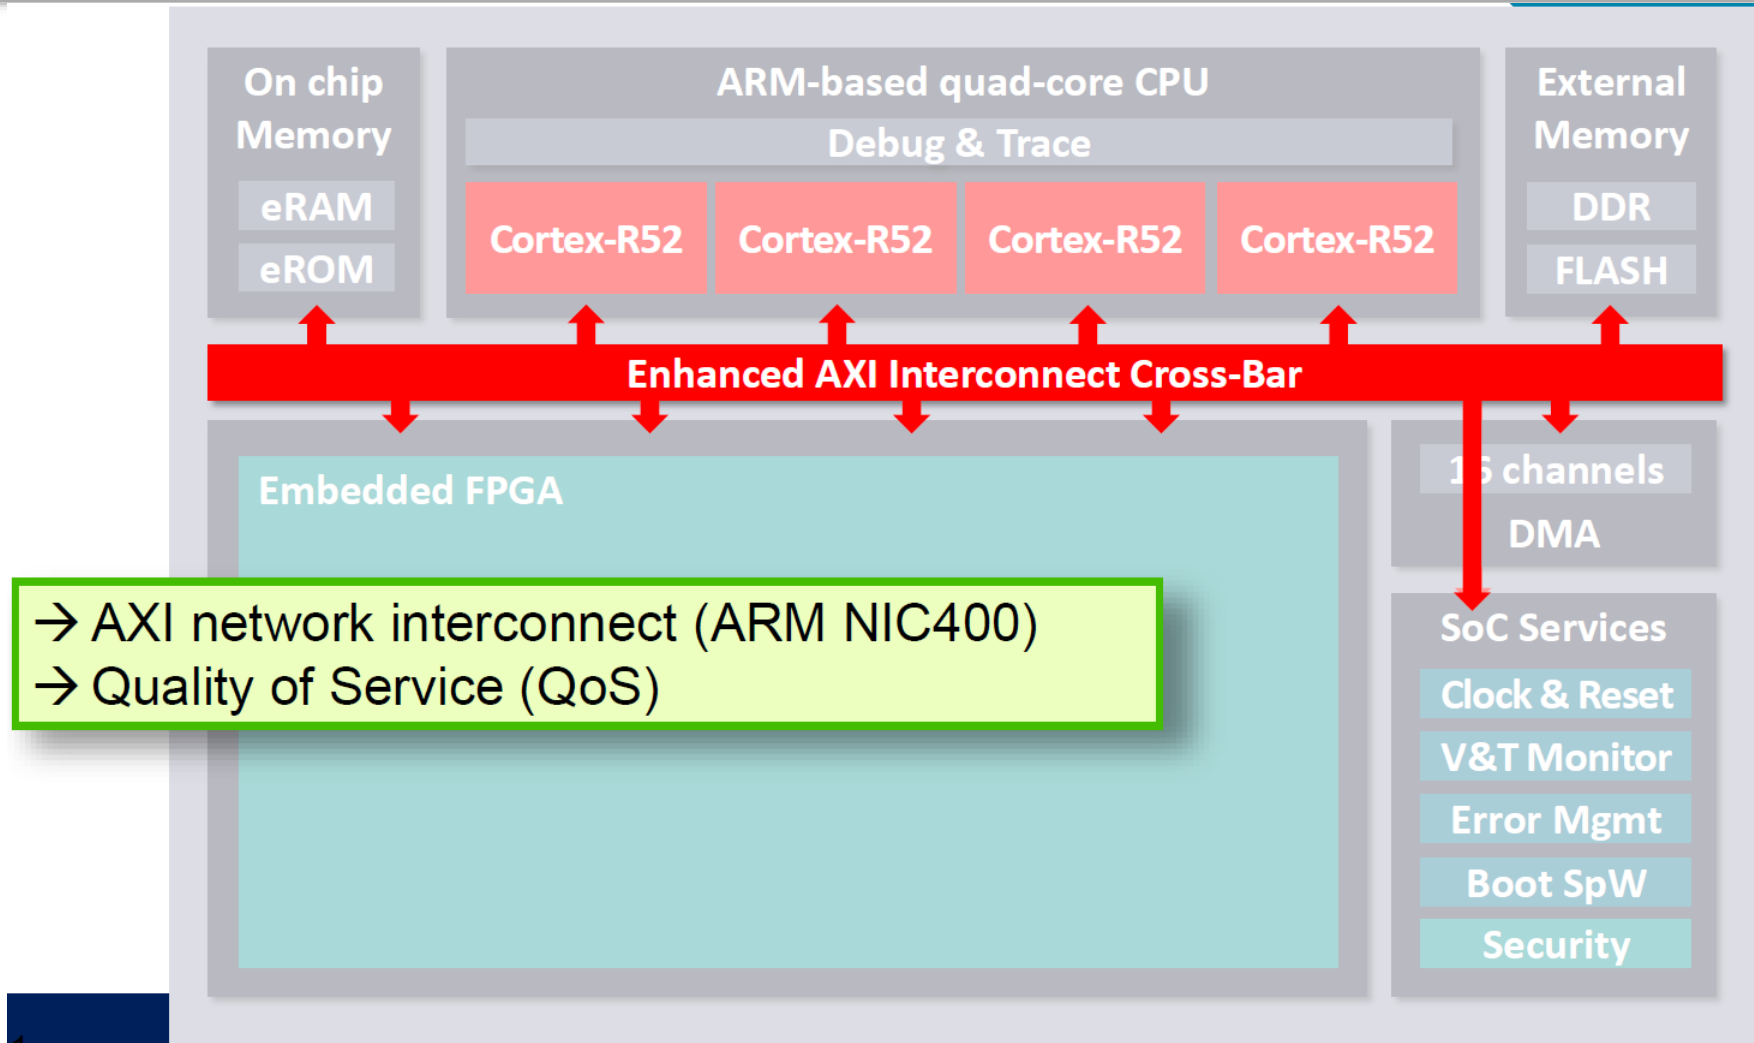 On chip
Memory
eRAM
eROM
ARM-based quad-core CPU
Debug & Trace
Cortex-R52
Cortex-R52
Cortex-R52
Cortex-R52
External
Memory
DDR
FLASH
Enhanced AXI Interconnect Cross-Bar
Embedded FPGA
→ AXI network interconnect (ARM NIC400)
→ Quality of Service (QoS)
16 channels
DMA
SoC Services
Clock & Reset
V&T Monitor
Error Mgmt
Boot SpW
Security